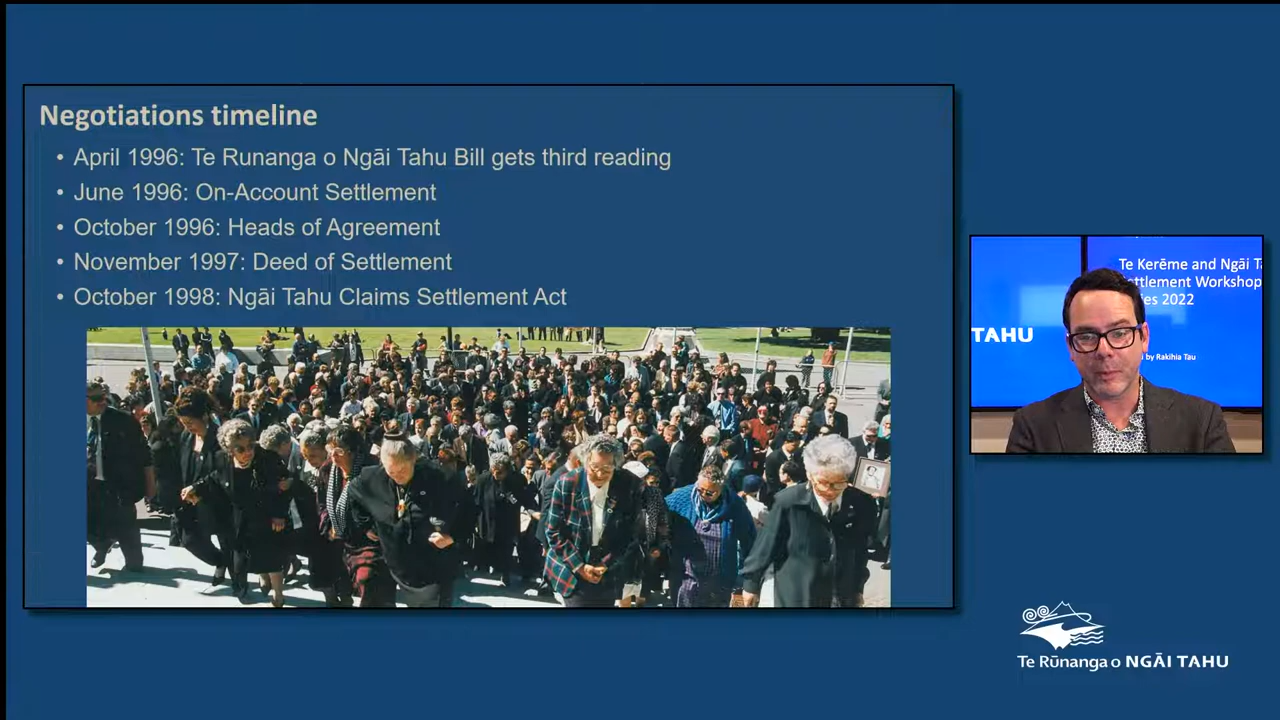 Negotiations timeline
• April 1996: Te Runanga o Ngāi Tahu Bill gets third reading
• June 1996: On-Account Settlement
• October 1996: Heads of Agreement
• November 1997: Deed of Settlement
• October 1998: Ngāi Tahu Claims Settlement Act
Te Kerēme and Ngāi
Settlement Workshop
2022
TAHU
by Rakihia Tau
Te Rūnanga o NGĀI TAHU